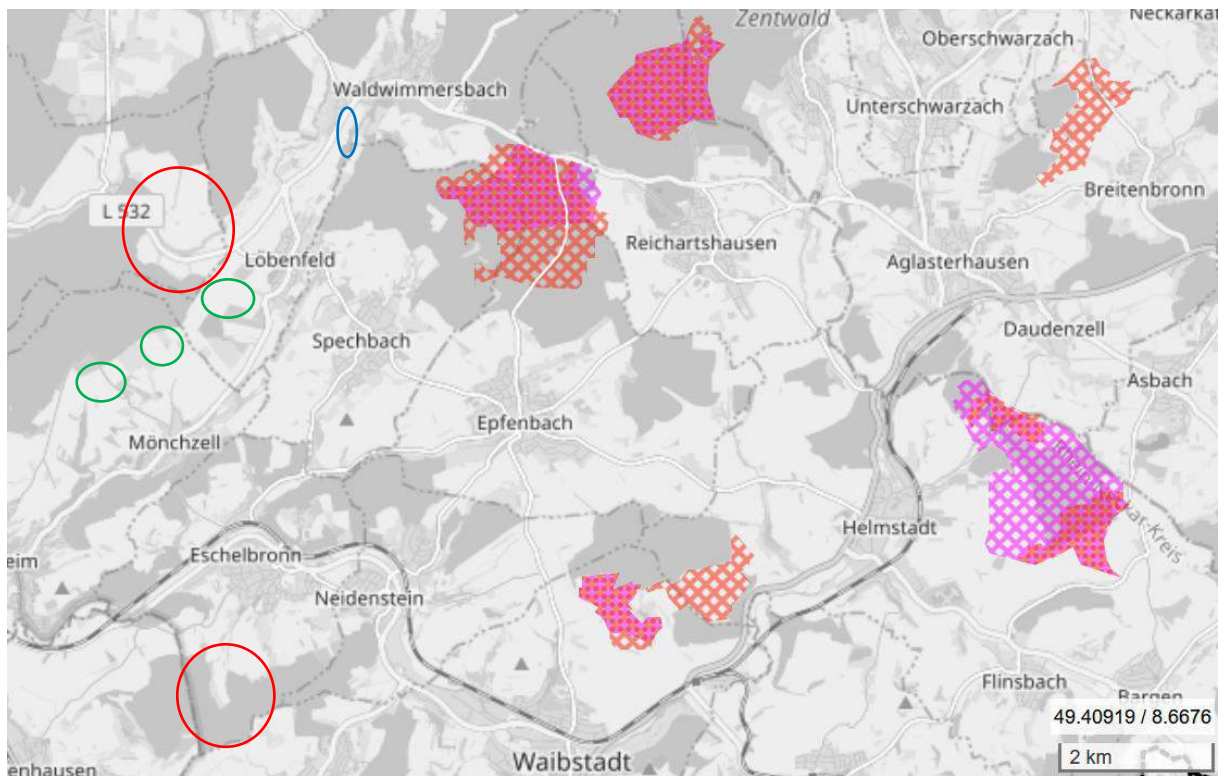 Zentwald
Neckarkat
Oberschwarzach
Waldwimmersbach
Unterschwarzach
Breitenbronn
L 532
Löbenfeld
Reichartshausen
Aglasterhausen
Spechbach
Daudenzell
Asbach
Epfenbach
Mönchzell
Helmstadt
Eschelbronn
eim
Neidenstein
Flinsbach
Bargen
49.40919 / 8.6676
2 km
Waibstadt
enhausen